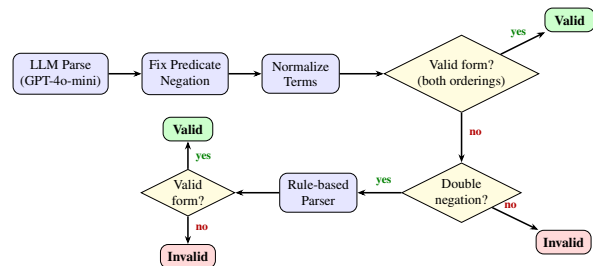 LLM Parse
(GPT-4o-mini)
Fix Predicate
Negation
Normalize
Terms
Valid form?
(both orderings)
yes
Valid
no
Double
negation?
no
Invalid
yes
Rule-based
Parser
Valid
form?
yes
Valid
no
Invalid